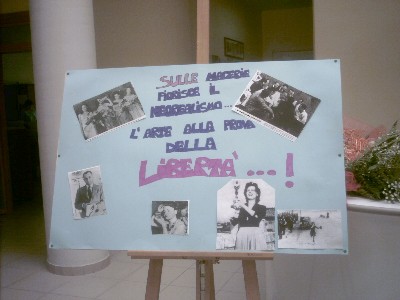 SULLE MACERIE
FIORISCE IL
NEOREALISMO...
L'ARTE ALLA PROVA
DELLA
LIBERTA'...!